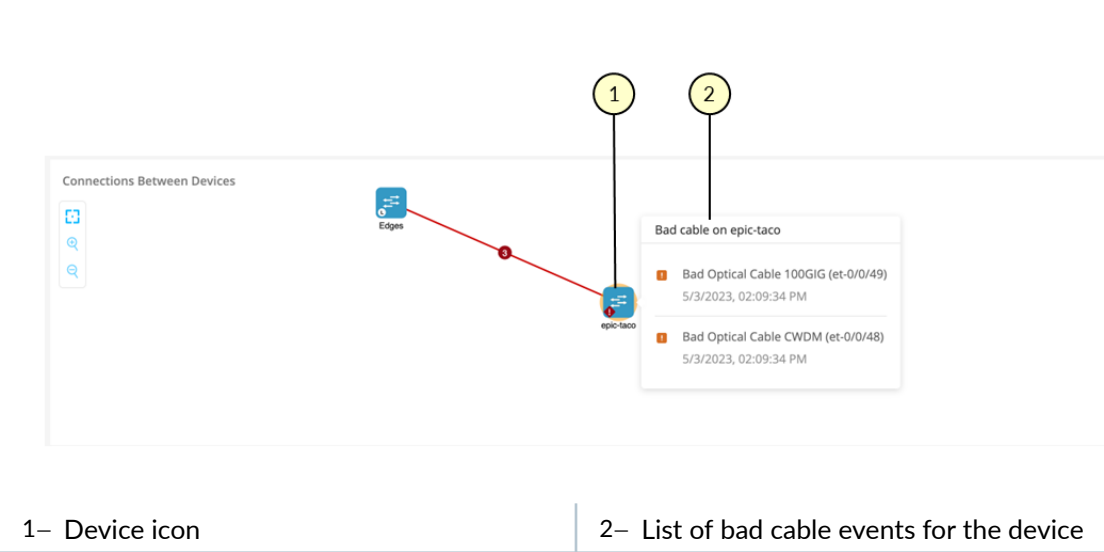 1
2
Connections Between Devices
Edges
3
Bad cable on epic-taco
Bad Optical Cable 100GIG (et-0/0/49)
5/3/2023, 02:09:34 PM
epic-taco
Bad Optical Cable CWDM (et-0/0/48)
5/3/2023, 02:09:34 PM
1– Device icon
2– List of bad cable events for the device